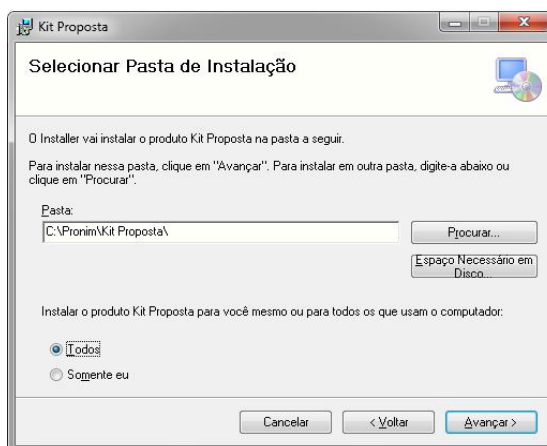 Kit Proposta
Selecionar Pasta de Instalação
O Installer vai instalar o produto Kit Proposta na pasta a seguir.
Para instalar nessa pasta, clique em "Avançar". Para instalar em outra pasta, digite-a abaixo ou
clique em "Procurar".
Pasta:
C:\Pronim\Kit Proposta\
Procurar...
Espaço Necessário em
Disco...
Instalar o produto Kit Proposta para você mesmo ou para todos os que usam o computador:
Todos
Somente eu
Cancelar
< Voltar
Avançar >